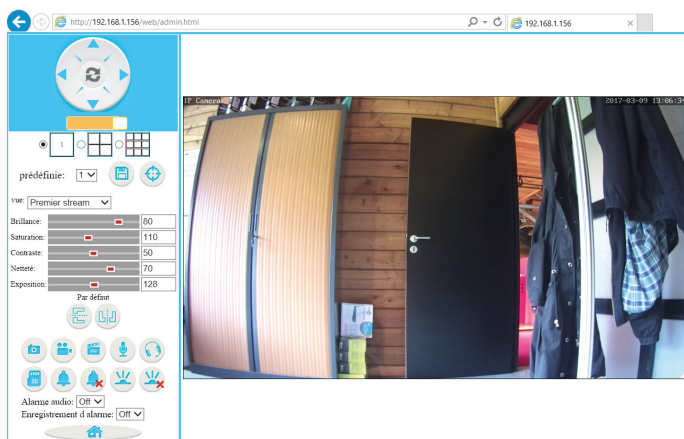 http://192.168.1.156/web/admin.html
192.168.1.156
IP Camera
2017-03-09 13:06:34
1
prédéfinie: 1
vue: Premier stream
Brillance: 80
Saturation: 110
Contraste: 50
Netteté: 70
Exposition: 128
Par défaut
SD
Alarme audio: Off
Enregistrement d alarme: Off